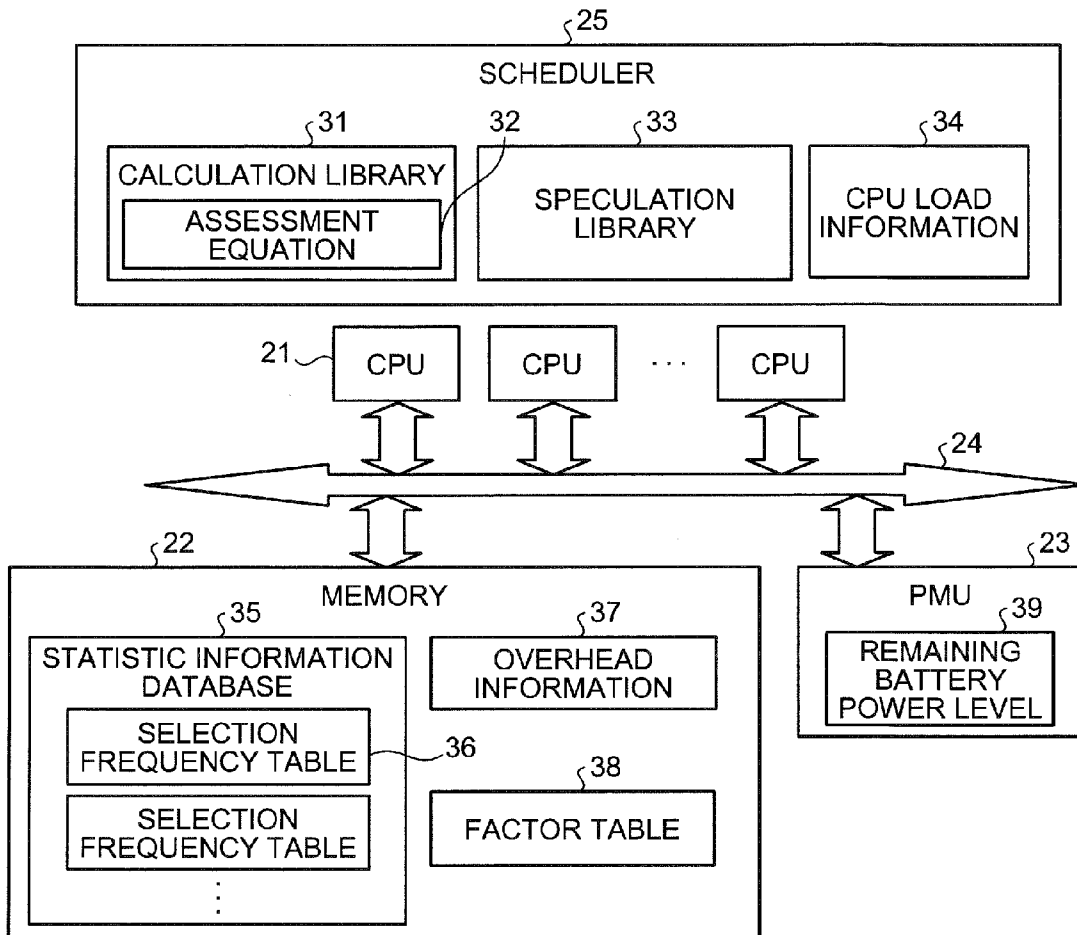 25
SCHEDULER
31
32
33
34
CALCULATION LIBRARY
ASSESSMENT
EQUATION
SPECULATION
LIBRARY
CPU LOAD
INFORMATION
21
CPU
CPU
. . .
CPU
24
22
MEMORY
35
STATISTIC INFORMATION
DATABASE
SELECTION
FREQUENCY TABLE
36
SELECTION
FREQUENCY TABLE
37
OVERHEAD
INFORMATION
38
FACTOR TABLE
23
PMU
39
REMAINING
BATTERY
POWER LEVEL